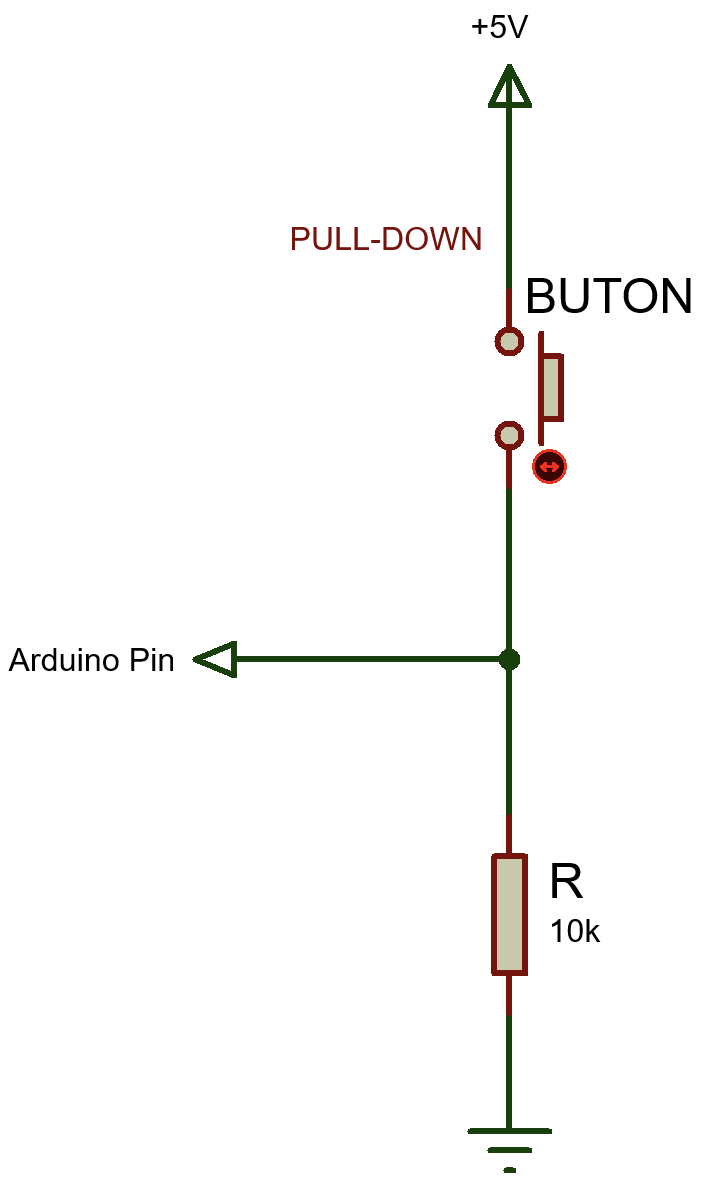 +5V
PULL-DOWN
BUTON
Arduino Pin
R
10k